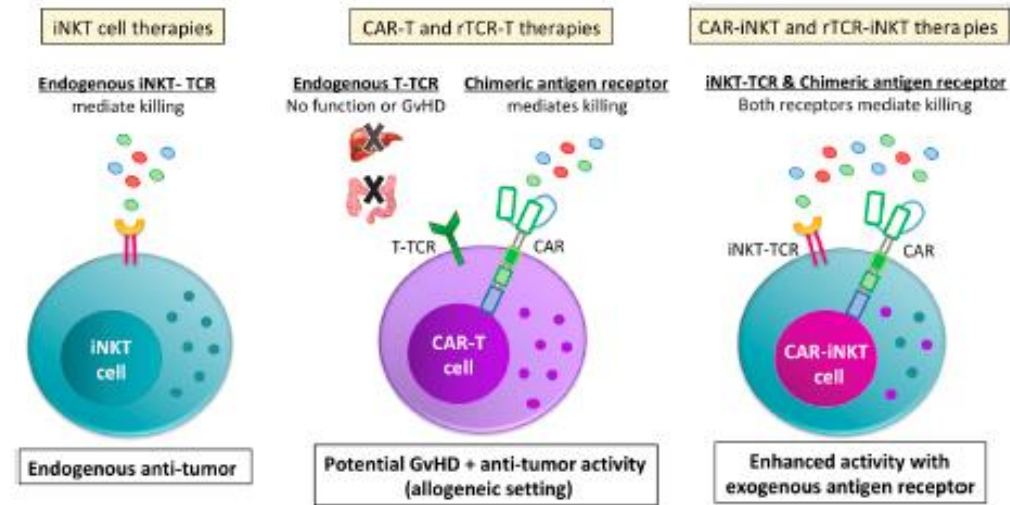 iNKT cell therapies
Endogenous iNKT- TCR
mediate killing
iNKT
cell
Endogenous anti-tumor
CAR-T and rTCR-T therapies
Endogenous T-TCR
No function or GvHD
Chimeric antigen receptor
mediates killing
X
X
T-TCR
CAR
CAR-T
cell
Potential GvHD + anti-tumor activity
(allogeneic setting)
CAR-iNKT and rTCR-iNKT therapies
iNKT-TCR & Chimeric antigen receptor
Both receptors mediate killing
iNKT-TCR
CAR
CAR-iNKT
cell
Enhanced activity with
exogenous antigen receptor